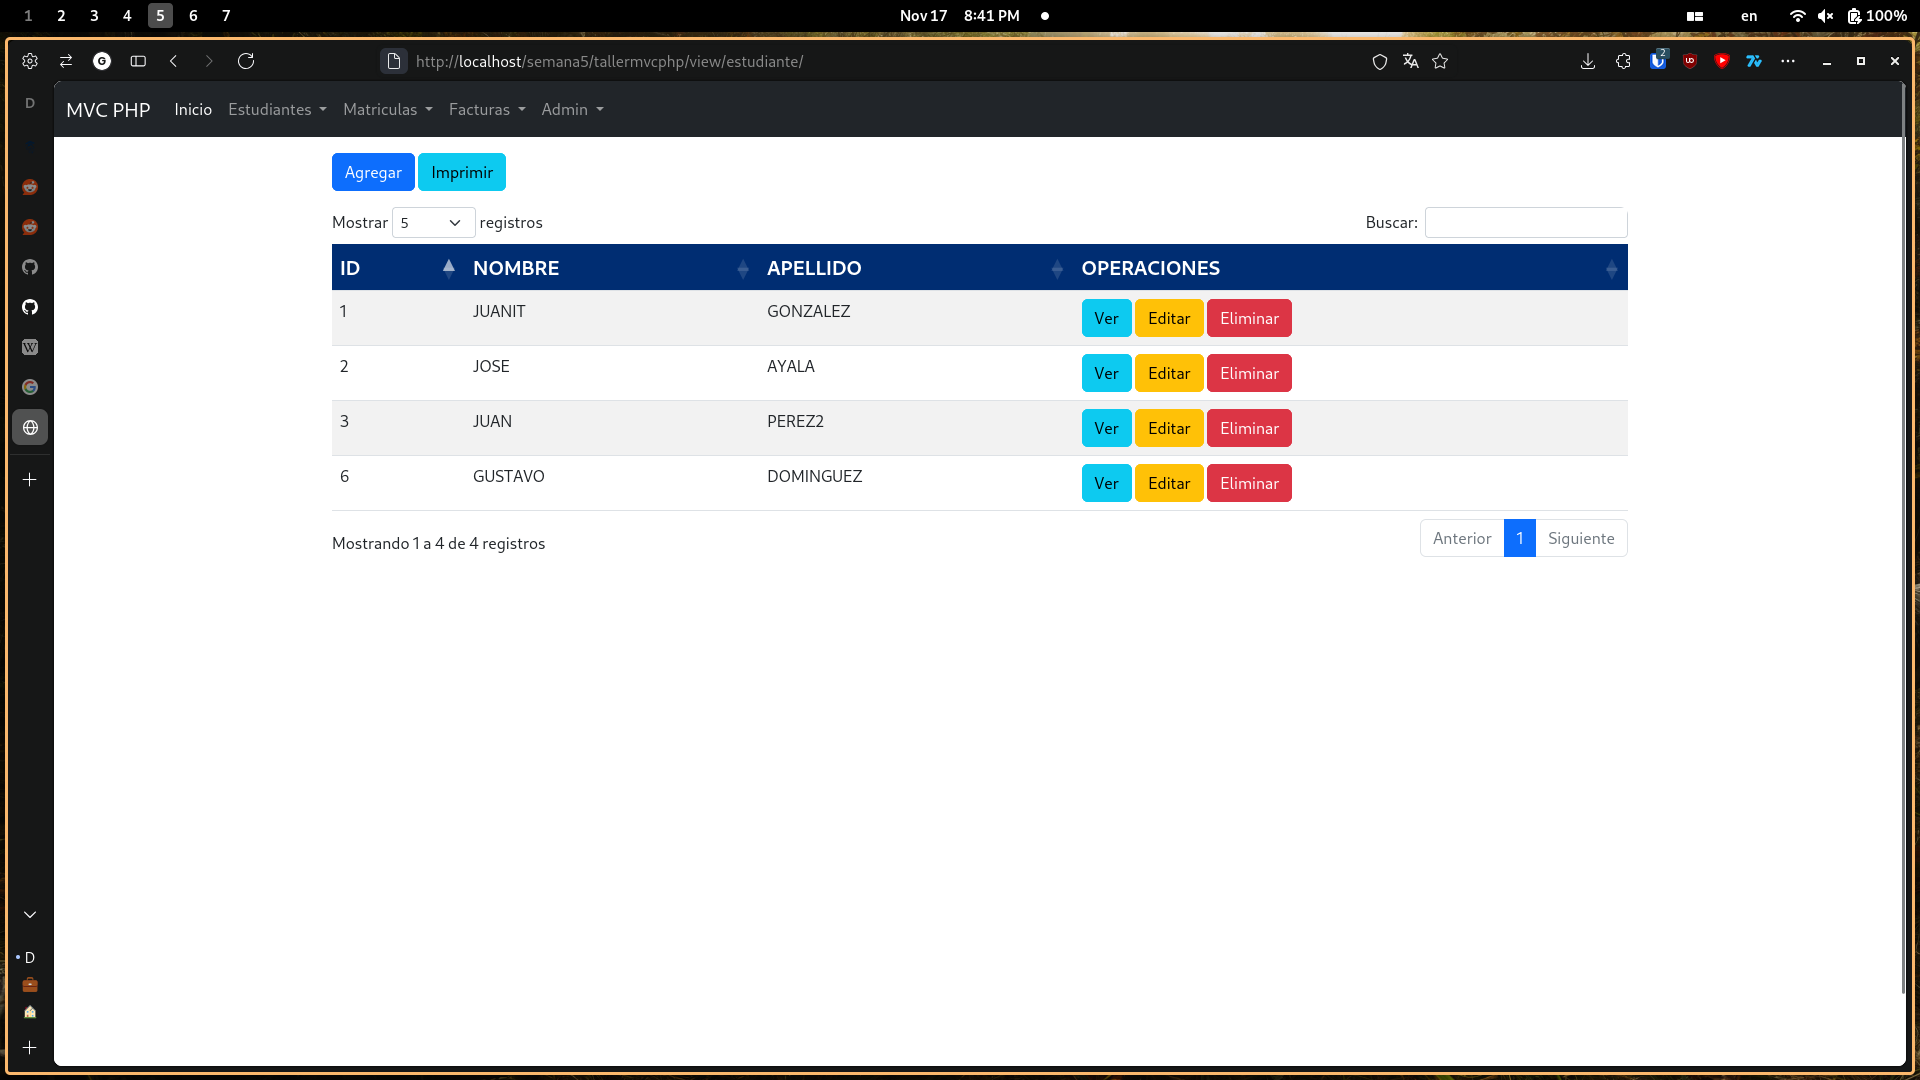 1 2 3 4 5 6 7 Nov 17 8:41 PM en 100%
G http://localhost/semana5/tallermvcphp/view/estudiante/ 2
D
MVC PHP Inicio Estudiantes Matriculas Facturas Admin
Agregar Imprimir
Mostrar 5 registros Buscar:
ID NOMBRE APELLIDO OPERACIONES
1 JUANIT GONZALEZ Ver Editar Eliminar
2 JOSE AYALA Ver Editar Eliminar
3 JUAN PEREZ2 Ver Editar Eliminar
6 GUSTAVO DOMINGUEZ Ver Editar Eliminar
Mostrando 1 a 4 de 4 registros Anterior 1 Siguiente
W
G
D